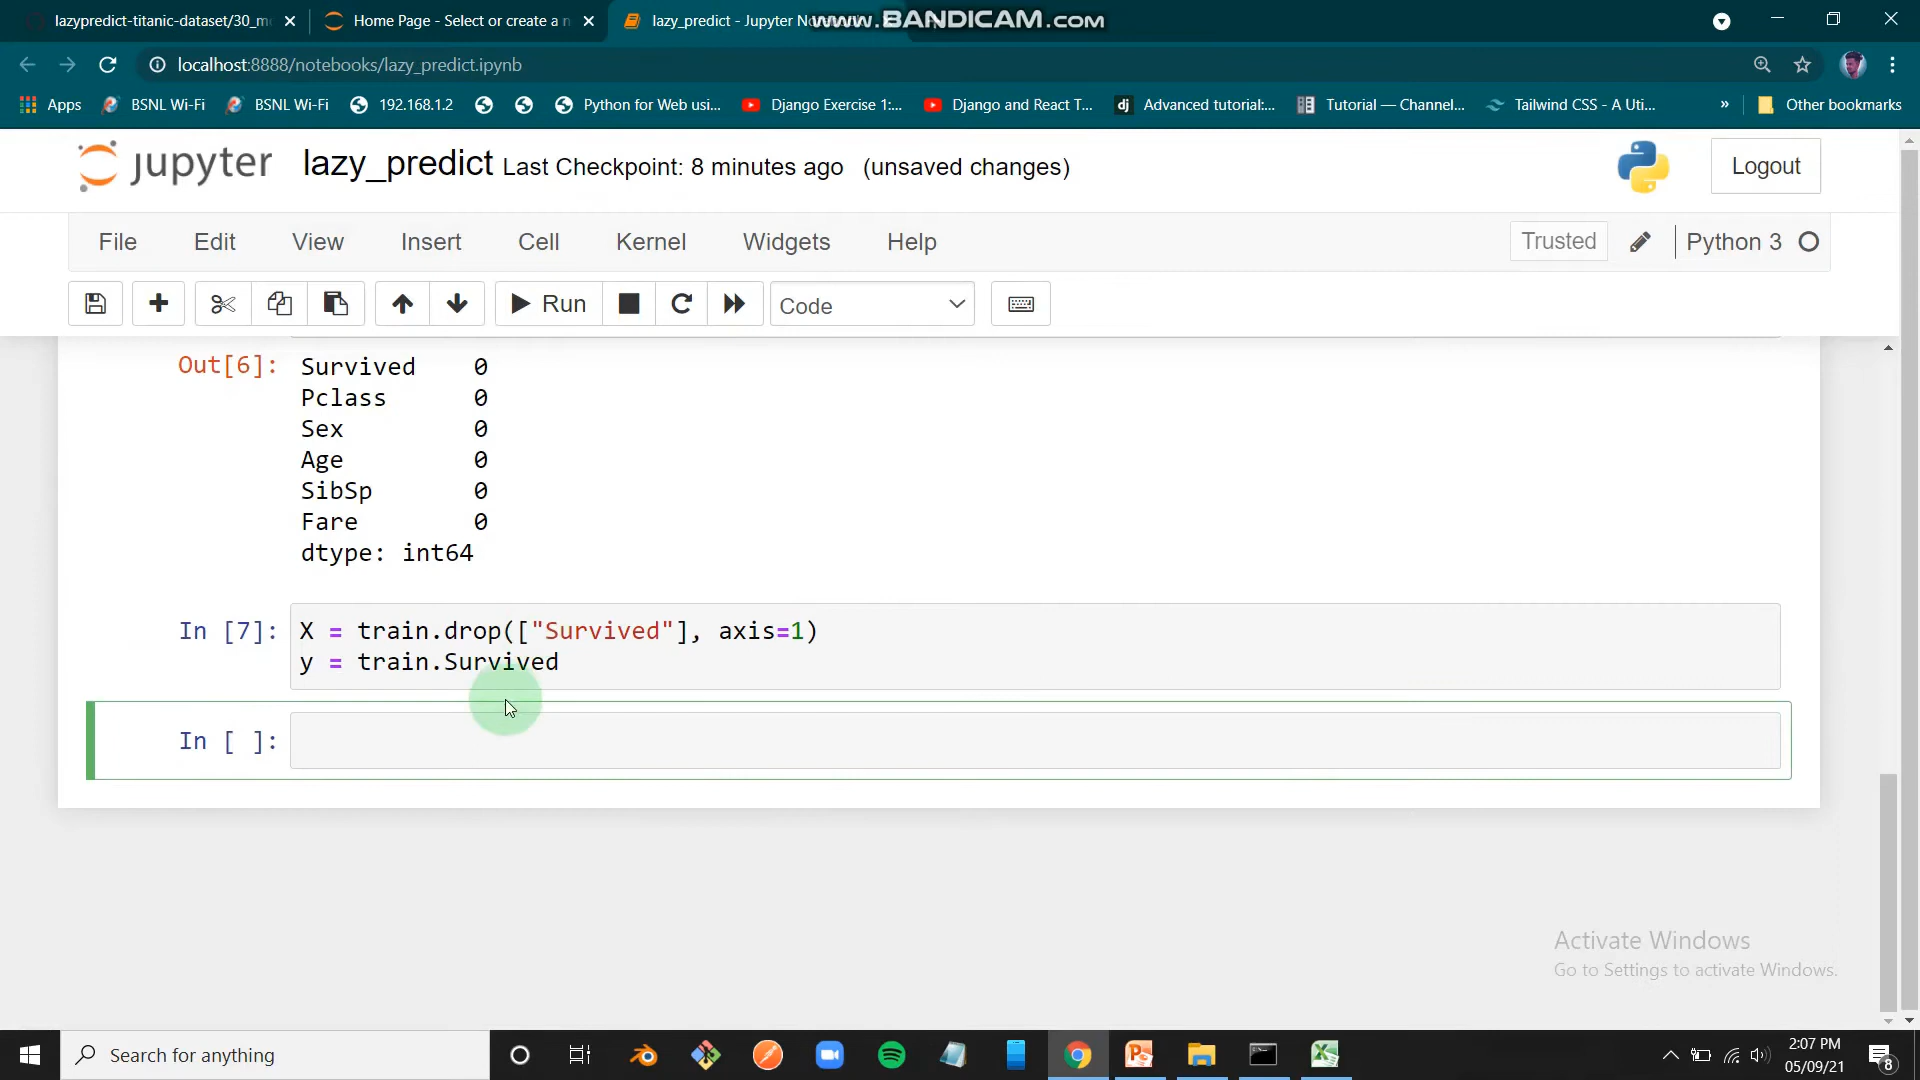 lazypredict-titanic-dataset/30_m
Home Page - Select or create a n
lazy_predict - Jupyter
www.BANDICAM.COM
localhost:8888/notebooks/lazy_predict.ipynb
Apps
BSNL Wi-Fi
BSNL Wi-Fi
192.168.1.2
Python for Web usi...
Django Exercise 1:...
Django and React T...
dj
Advanced tutorial:...
Tutorial — Channel...
Tailwind CSS - A Uti...
»
Other bookmarks
jupyter
lazy_predict Last Checkpoint: 8 minutes ago (unsaved changes)
Logout
File
Edit
View
Insert
Cell
Kernel
Widgets
Help
Trusted
Python 3
Run
Code
Out[6]:
Survived 0
Pclass 0
Sex 0
Age 0
SibSp 0
Fare 0
dtype: int64
In [7]:
X = train.drop(["Survived"], axis=1)
y = train.Survived
In [ ]:
Activate Windows
Go to Settings to activate Windows.
Search for anything
2:07 PM
05/09/21
8